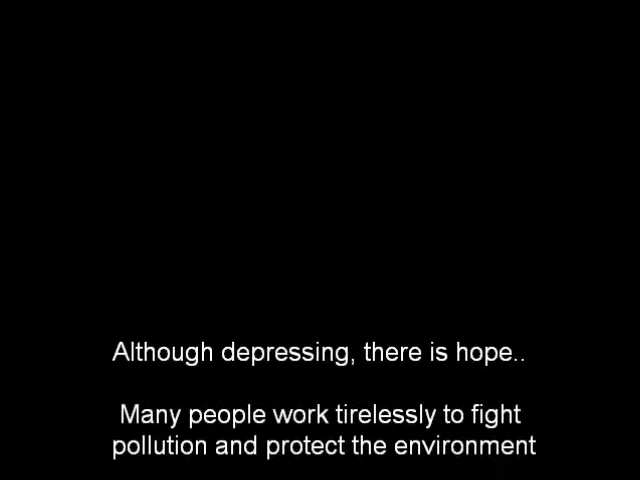 Although depressing, there is hope..
Many people work tirelessly to fight
pollution and protect the environment